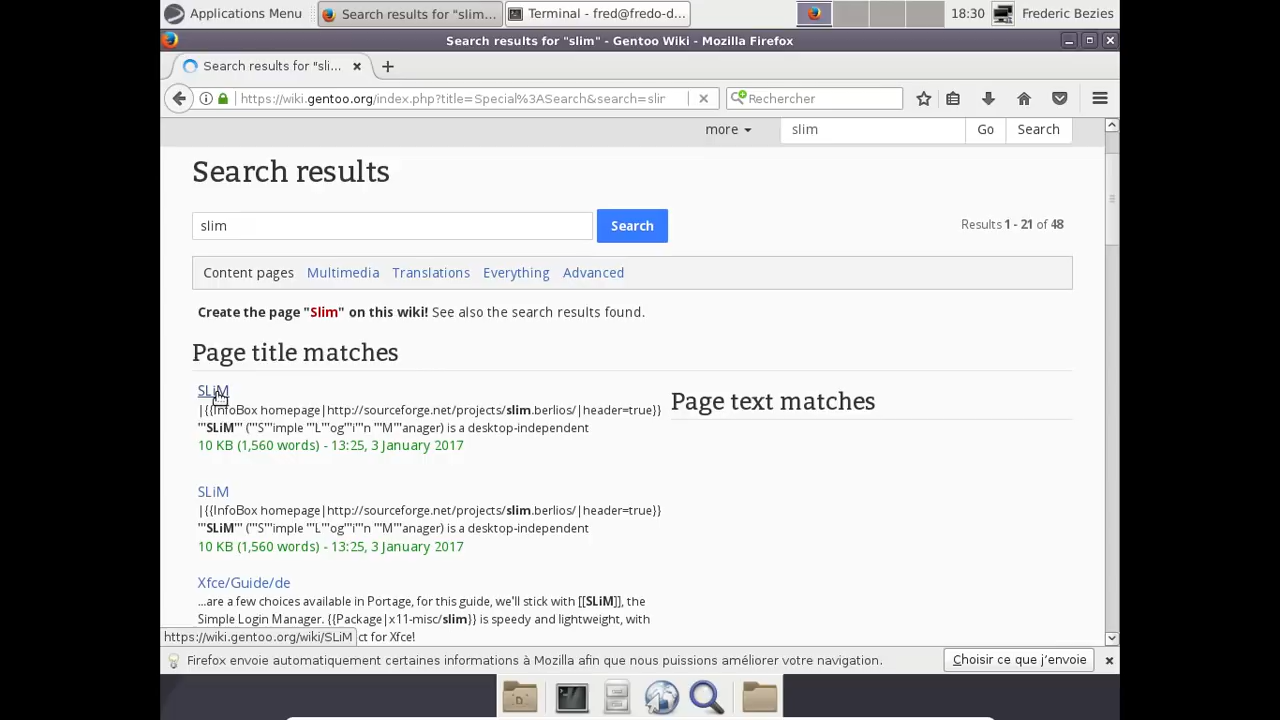 Applications Menu
Search results for "slim...
Terminal - fred@fredo-d...
18:30
Frederic Bezies
Search results for "slim" - Gentoo Wiki - Mozilla Firefox
Search results for "sli...
https://wiki.gentoo.org/index.php?title=Special%3ASearch&search=slim
Rechercher
more
slim
Go
Search
Search results
slim
Search
Results 1 - 21 of 48
Content pages Multimedia Translations Everything Advanced
Create the page "Slim" on this wiki! See also the search results found.
Page title matches
SLiM
|{{InfoBox homepage|http://sourceforge.net/projects/slim.berlios/|header=true}}
'''SLiM''' ('''S'''imple '''L'''og'''i'''n '''M'''anager) is a desktop-independent
10 KB (1,560 words) - 13:25, 3 January 2017
SLiM
|{{InfoBox homepage|http://sourceforge.net/projects/slim.berlios/|header=true}}
'''SLiM''' ('''S'''imple '''L'''og'''i'''n '''M'''anager) is a desktop-independent
10 KB (1,560 words) - 13:25, 3 January 2017
Xfce/Guide/de
...are a few choices available in Portage, for this guide, we'll stick with [[SLiM]], the
Simple Login Manager. {{Package|x11-misc/slim}} is speedy and lightweight, with
ct for Xfce!
Page text matches
https://wiki.gentoo.org/wiki/SLiM
Firefox envoie automatiquement certaines informations à Mozilla afin que nous puissions améliorer votre navigation.
Choisir ce que j'envoie